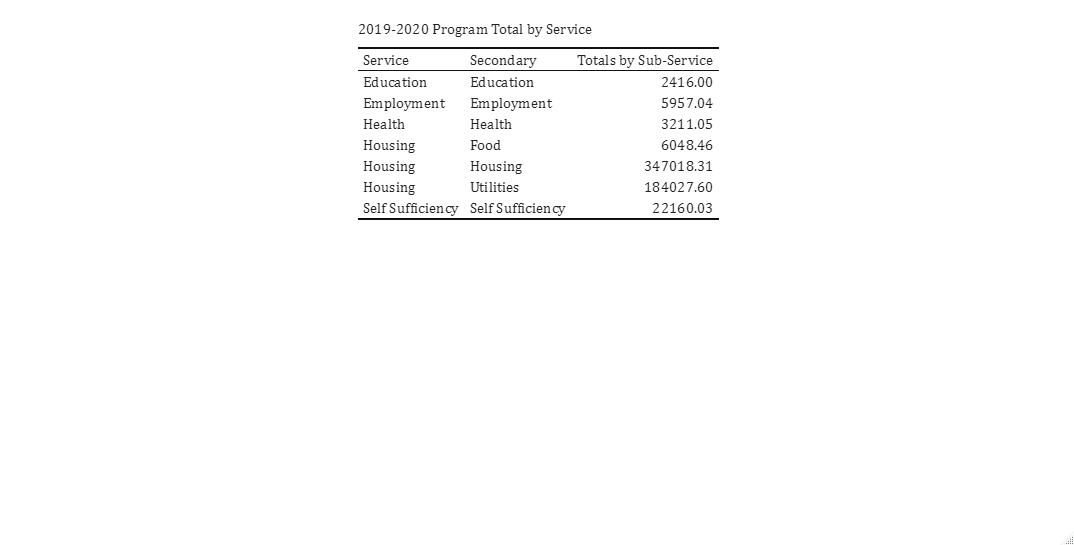 2019-2020 Program Total by Service
Service Secondary Totals by Sub-Service
Education Education 2416.00
Employment Employment 5957.04
Health Health 3211.05
Housing Food 6048.46
Housing Housing 347018.31
Housing Utilities 184027.60
Self Sufficiency Self Sufficiency 22160.03